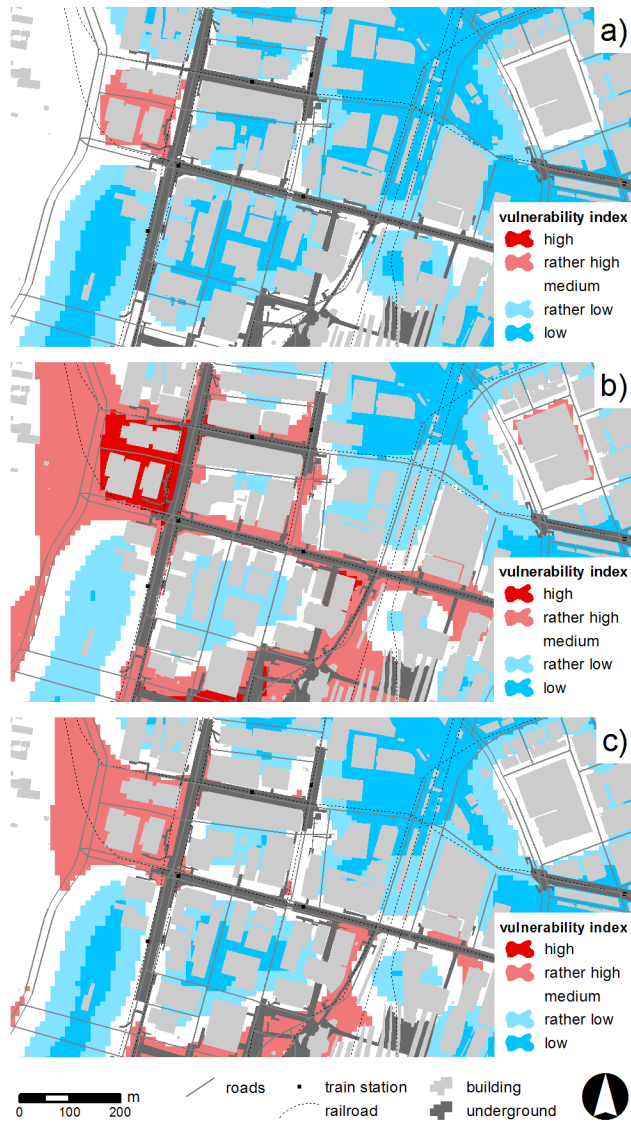 a)
vulnerability index
high
rather high
medium
rather low
low
b)
vulnerability index
high
rather high
medium
rather low
low
c)
vulnerability index
high
rather high
medium
rather low
low
roads
train station
building
m
railroad
underground
0 50 100 200